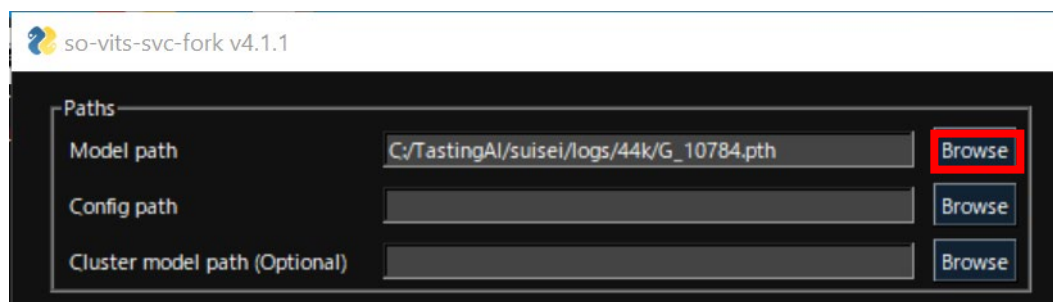 so-vits-svc-fork v4.1.1
Paths
Model path C:/TastingAI/suisei/logs/44k/G_10784.pth Browse
Config path Browse
Cluster model path (Optional) Browse